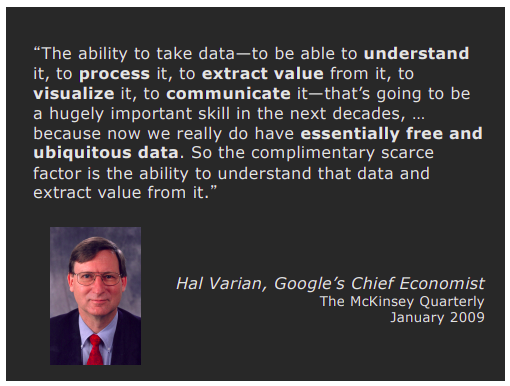 “The ability to take data—to be able to understand
it, to process it, to extract value from it, to
visualize it, to communicate it—that’s going to be
a hugely important skill in the next decades, …
because now we really do have essentially free and
ubiquitous data. So the complimentary scarce
factor is the ability to understand that data and
extract value from it.”
Hal Varian, Google’s Chief Economist
The McKinsey Quarterly
January 2009